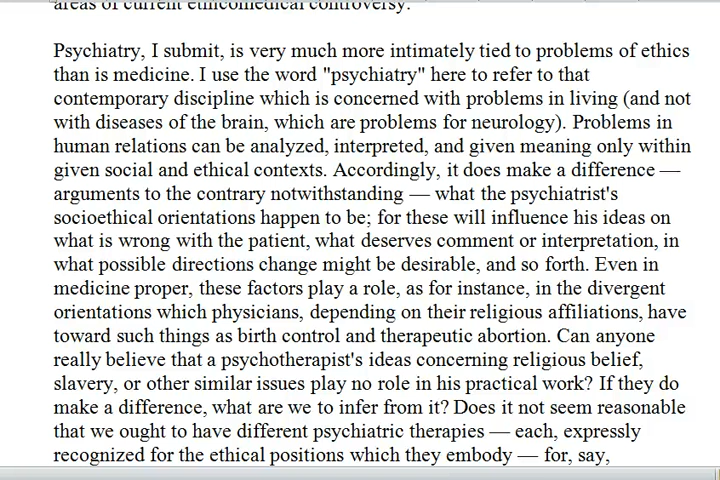 areas of current ethicomedical controversy.
Psychiatry, I submit, is very much more intimately tied to problems of ethics
than is medicine. I use the word "psychiatry" here to refer to that
contemporary discipline which is concerned with problems in living (and not
with diseases of the brain, which are problems for neurology). Problems in
human relations can be analyzed, interpreted, and given meaning only within
given social and ethical contexts. Accordingly, it does make a difference —
arguments to the contrary notwithstanding — what the psychiatrist's
socioethical orientations happen to be; for these will influence his ideas on
what is wrong with the patient, what deserves comment or interpretation, in
what possible directions change might be desirable, and so forth. Even in
medicine proper, these factors play a role, as for instance, in the divergent
orientations which physicians, depending on their religious affiliations, have
toward such things as birth control and therapeutic abortion. Can anyone
really believe that a psychotherapist's ideas concerning religious belief,
slavery, or other similar issues play no role in his practical work? If they do
make a difference, what are we to infer from it? Does it not seem reasonable
that we ought to have different psychiatric therapies — each, expressly
recognized for the ethical positions which they embody — for, say,